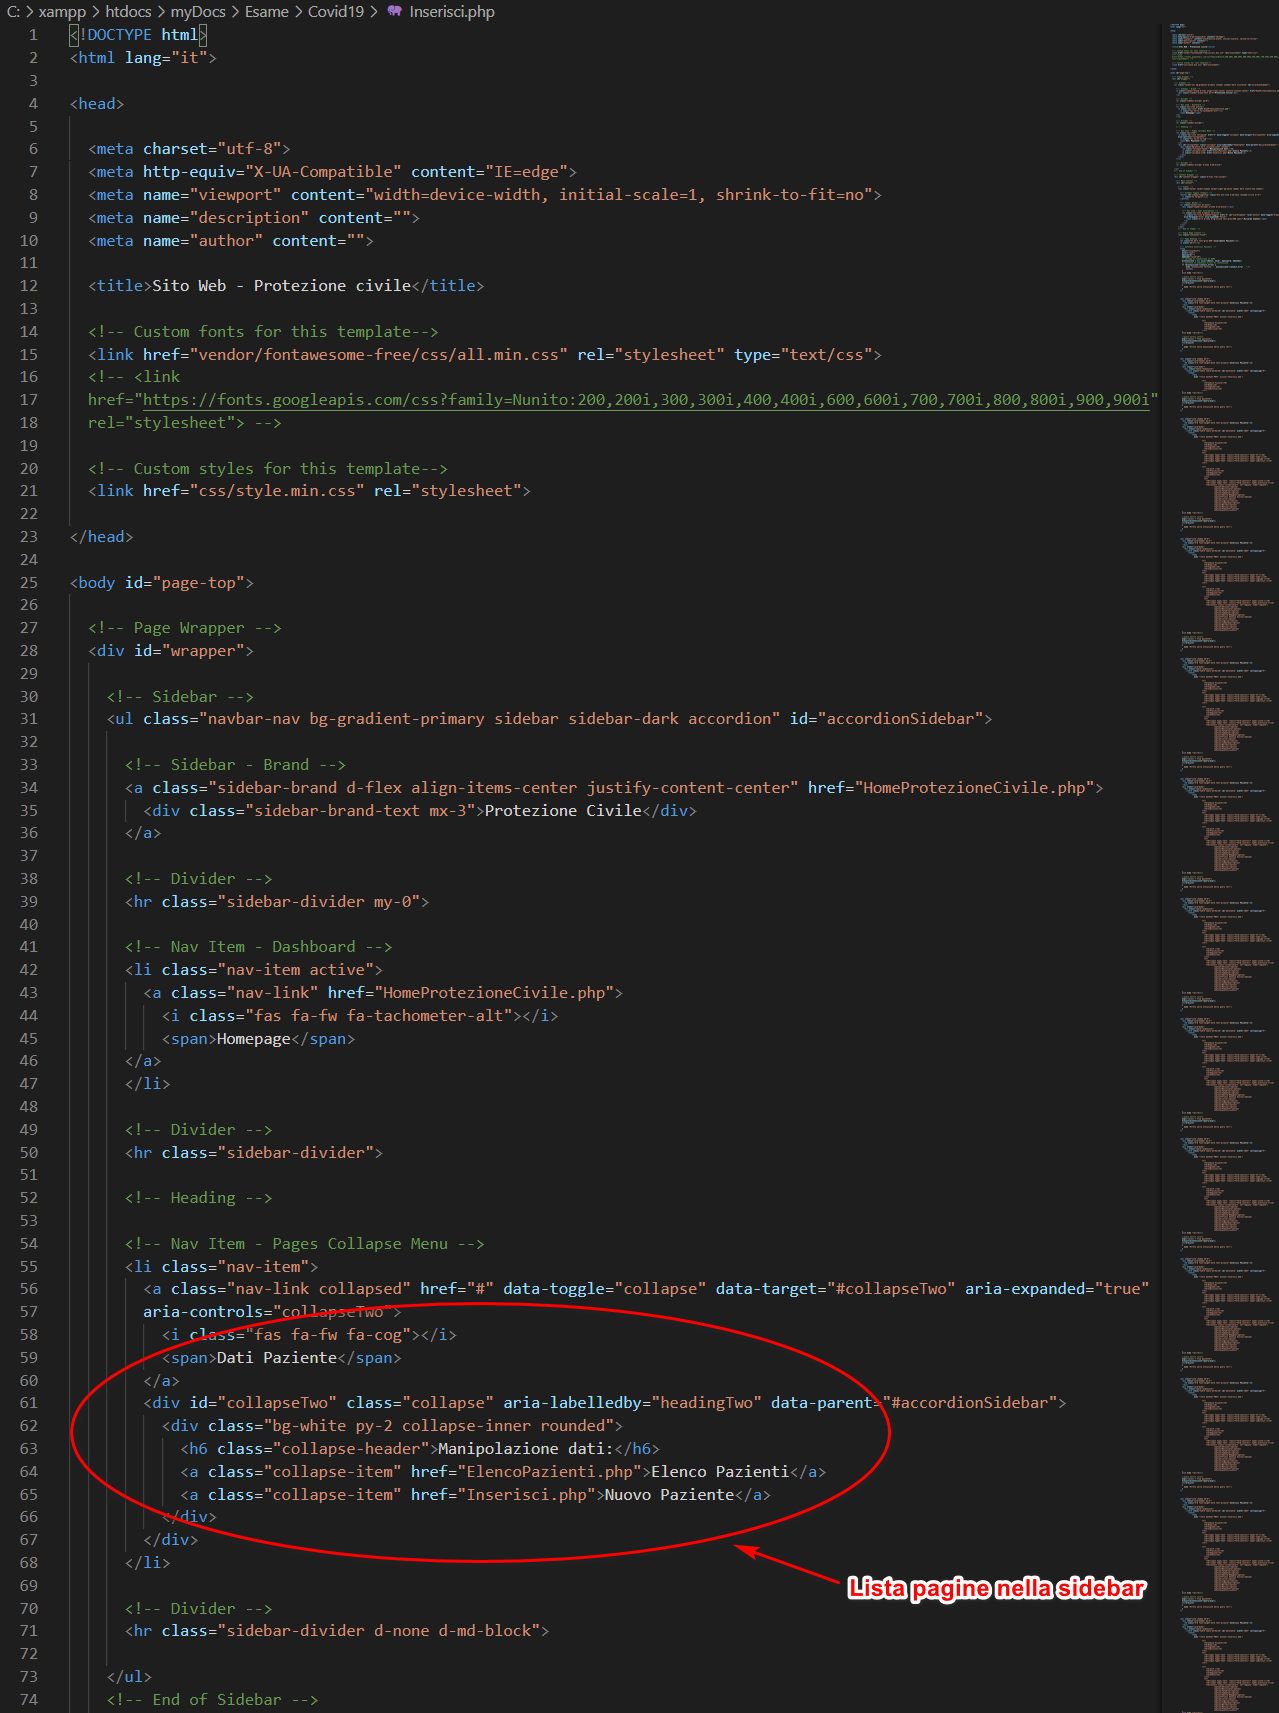 C: > xampp > htdocs > myDocs > Esame > Covid19 > Inserisci.php
1 <!DOCTYPE html>
2 <html lang="it">
3
4 <head>
5
6 <meta charset="utf-8">
7 <meta http-equiv="X-UA-Compatible" content="IE=edge">
8 <meta name="viewport" content="width=device-width, initial-scale=1, shrink-to-fit=no">
9 <meta name="description" content="">
10 <meta name="author" content="">
11
12 <title>Sito Web - Protezione civile</title>
13
14 <!-- Custom fonts for this template-->
15 <link href="vendor/fontawesome-free/css/all.min.css" rel="stylesheet" type="text/css">
16 <!-- <link
17 href="https://fonts.googleapis.com/css?family=Nunito:200,200i,300,300i,400,400i,600,600i,700,700i,800,800i,900,900i"
18 rel="stylesheet"> -->
19
20 <!-- Custom styles for this template-->
21 <link href="css/style.min.css" rel="stylesheet">
22
23 </head>
24
25 <body id="page-top">
26
27 <!-- Page Wrapper -->
28 <div id="wrapper">
29
30 <!-- Sidebar -->
31 <ul class="navbar-nav bg-gradient-primary sidebar sidebar-dark accordion" id="accordionSidebar">
32
33 <!-- Sidebar - Brand -->
34 <a class="sidebar-brand d-flex align-items-center justify-content-center" href="HomeProtezioneCivile.php">
35 <div class="sidebar-brand-text mx-3">Protezione Civile</div>
36 </a>
37
38 <!-- Divider -->
39 <hr class="sidebar-divider my-0">
40
41 <!-- Nav Item - Dashboard -->
42 <li class="nav-item active">
43 <a class="nav-link" href="HomeProtezioneCivile.php">
44 <i class="fas fa-fw fa-tachometer-alt"></i>
45 <span>Homepage</span>
46 </a>
47 </li>
48
49 <!-- Divider -->
50 <hr class="sidebar-divider">
51
52 <!-- Heading -->
53
54 <!-- Nav Item - Pages Collapse Menu -->
55 <li class="nav-item">
56 <a class="nav-link collapsed" href="#" data-toggle="collapse" data-target="#collapseTwo" aria-expanded="true"
57 aria-controls="collapseTwo">
58 <i class="fas fa-fw fa-cog"></i>
59 <span>Dati Paziente</span>
60 </a>
61 <div id="collapseTwo" class="collapse" aria-labelledby="headingTwo" data-parent="#accordionSidebar">
62 <div class="bg-white py-2 collapse-inner rounded">
63 <h6 class="collapse-header">Manipolazione dati:</h6>
64 <a class="collapse-item" href="ElencoPazienti.php">Elenco Pazienti</a>
65 <a class="collapse-item" href="Inserisci.php">Nuovo Paziente</a>
66 </div>
67 </div>
68 </li>
Lista pagine nella sidebar
69
70 <!-- Divider -->
71 <hr class="sidebar-divider d-none d-md-block">
72
73 </ul>
74 <!-- End of Sidebar -->